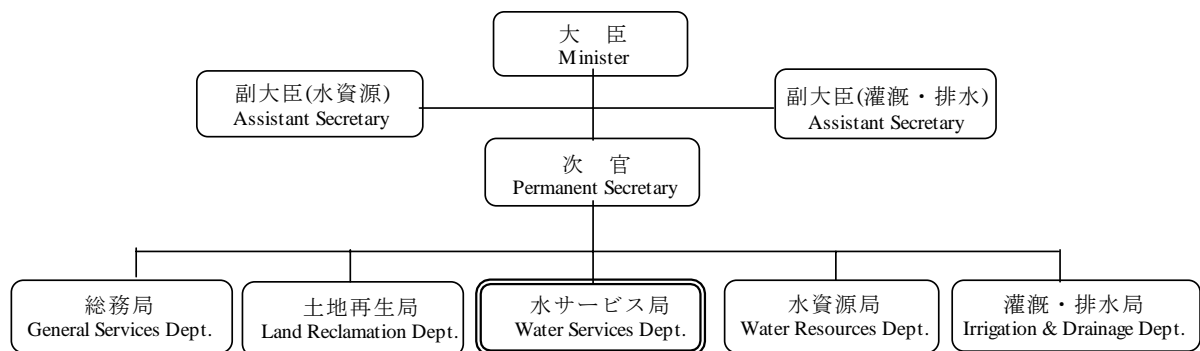 大 臣
Minister
副大臣(水資源)
Assistant Secretary
副大臣(灌漑・排水)
Assistant Secretary
次 官
Permanent Secretary
総務局
General Services Dept.
土地再生局
Land Reclamation Dept.
水サービス局
Water Services Dept.
水資源局
Water Resources Dept.
灌漑・排水局
Irrigation & Drainage Dept.